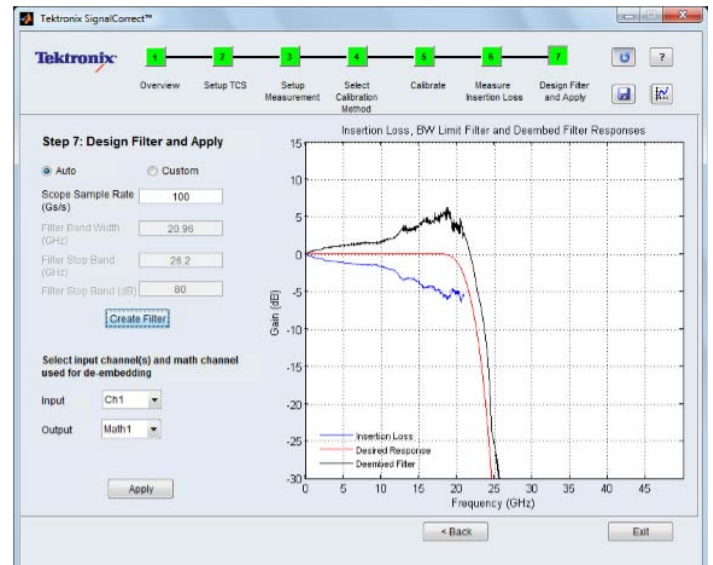 Tektronix SignalCorrect™
Tektronix
1 2 3 4 5 6 7
?
Overview
Setup TCS
Setup Measurement
Select Calibration Method
Calibrate
Measure Insertion Loss
Design Filter and Apply
Step 7: Design Filter and Apply
Auto Custom
Scope Sample Rate (Gs/s) 100
Filter Band Width (GHz) 20.96
Filter Stop Band (GHz) 26.2
Filter Stop Band (dB) 80
Create Filter
Select input channel(s) and math channel
used for de-embedding
Input Ch1
Output Math1
Apply
Insertion Loss, BW Limit Filter and Deembed Filter Responses
Gain (dB)
15
10
5
0
-5
-10
-15
-20
-25
-30
Insertion Loss
Desired Response
Deembed Filter
0 5 10 15 20 25 30 35 40 45
Frequency (GHz)
< Back
Exit